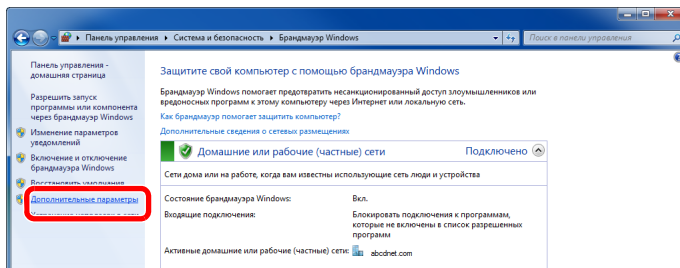 Панель управления ▸ Система и безопасность ▸ Брандмауэр Windows
Поиск в панели управления
Панель управления -
домашняя страница
Разрешить запуск
программы или компонента
через брандмауэр Windows
Изменение параметров
уведомлений
Включение и отключение
брандмауэра Windows
Восстановить умолчания
Дополнительные параметры
Защитите свой компьютер с помощью брандмауэра Windows
Брандмауэр Windows помогает предотвратить несанкционированный доступ злоумышленников или
вредоносных программ к этому компьютеру через Интернет или локальную сеть.
Как брандмауэр помогает защитить компьютер?
Дополнительные сведения о сетевых размещениях
Домашние или рабочие (частные) сети Подключено
Сети дома или на работе, когда вам известны использующие сеть люди и устройства
Состояние брандмауэра Windows: Вкл.
Входящие подключения: Блокировать подключения к программам,
которые не включены в список разрешенных
программ
Активные домашние или рабочие (частные) сети: abcdnet.com